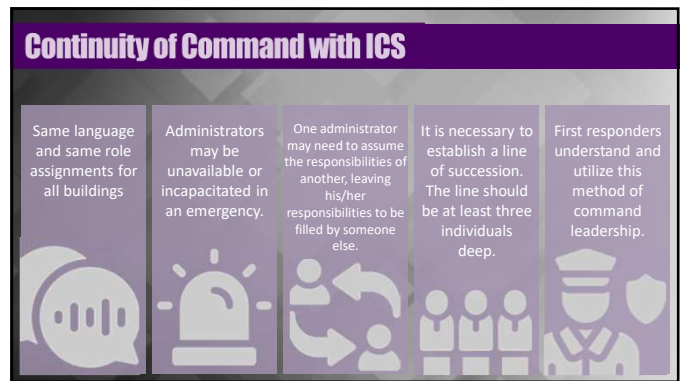 Continuity of Command with ICS
Same language
and same role
assignments for
all buildings
Administrators
may be
unavailable or
incapacitated in
an emergency.
One administrator
may need to assume
the responsibilities of
another, leaving
his/her
responsibilities to be
filled by someone
else.
It is necessary to
establish a line
of succession.
The line should
be at least three
individuals
deep.
First responders
understand and
utilize this
method of
command
leadership.